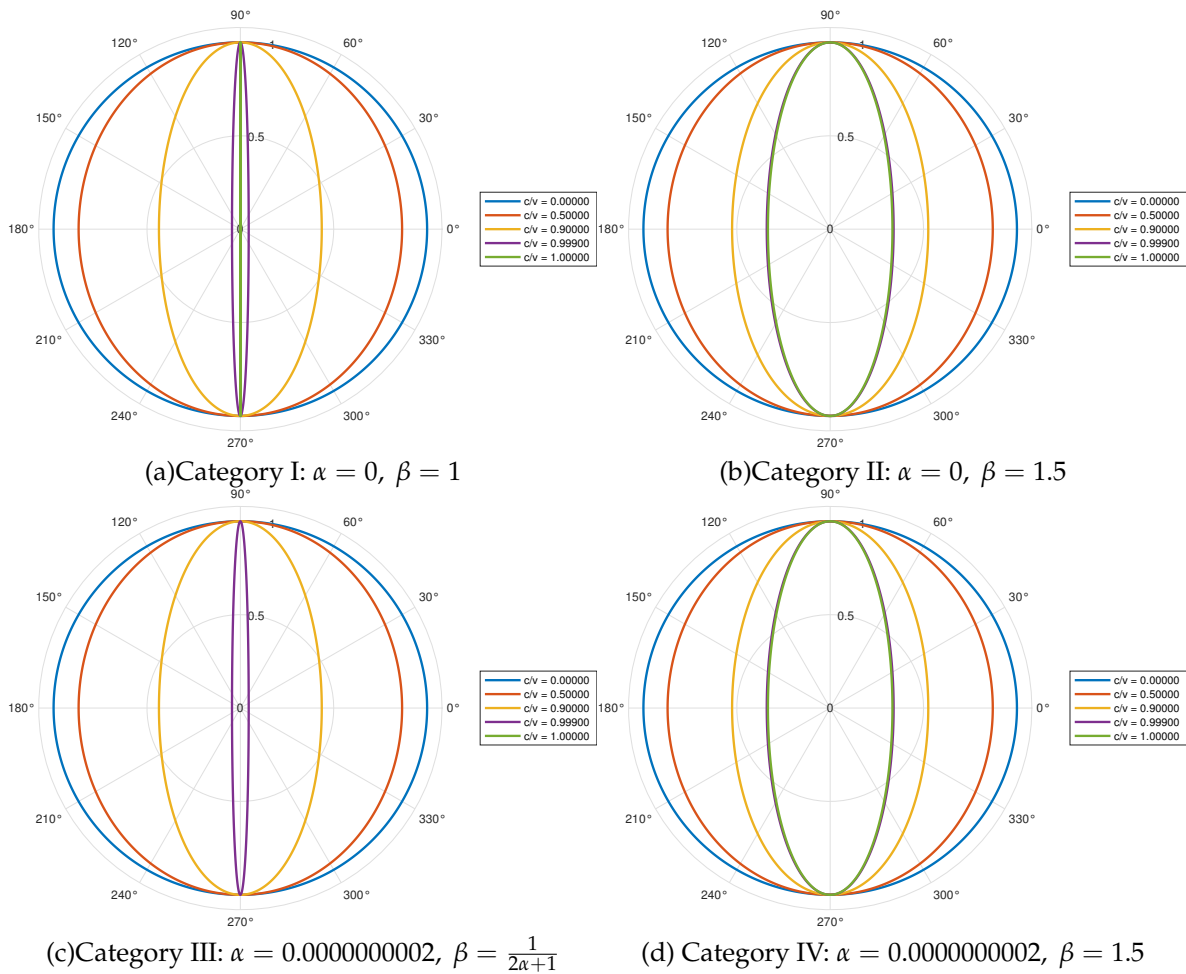 90°
120°
60°
1
150°
30°
0.5
180°
0
0°
210°
330°
240°
300°
270°
c/v = 0.00000
c/v = 0.50000
c/v = 0.90000
c/v = 0.99900
c/v = 1.00000
(a)Category I: α = 0, β = 1
90°
120°
60°
1
150°
30°
0.5
180°
0
0°
210°
330°
240°
300°
270°
c/v = 0.00000
c/v = 0.50000
c/v = 0.90000
c/v = 0.99900
c/v = 1.00000
(b)Category II: α = 0, β = 1.5
90°
120°
60°
1
150°
30°
0.5
180°
0
0°
210°
330°
240°
300°
270°
c/v = 0.00000
c/v = 0.50000
c/v = 0.90000
c/v = 0.99900
c/v = 1.00000
(c)Category III: α = 0.0000000002, β = 1/(2α+1)
90°
120°
60°
1
150°
30°
0.5
180°
0
0°
210°
330°
240°
300°
270°
c/v = 0.00000
c/v = 0.50000
c/v = 0.90000
c/v = 0.99900
c/v = 1.00000
(d) Category IV: α = 0.0000000002, β = 1.5